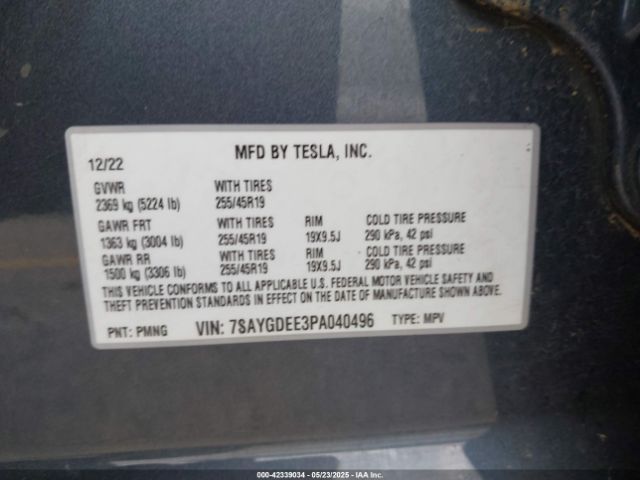 12/22 MFD BY TESLA, INC.
GVWR WITH TIRES
2369 kg (5224 lb) 255/45R19
GAWR FRT WITH TIRES RIM COLD TIRE PRESSURE
1363 kg (3004 lb) 255/45R19 19X9.5J 290 kPa, 42 psi
GAWR RR WITH TIRES RIM COLD TIRE PRESSURE
1500 kg (3306 lb) 255/45R19 19X9.5J 290 kPa, 42 psi
THIS VEHICLE CONFORMS TO ALL APPLICABLE U.S. FEDERAL MOTOR VEHICLE SAFETY AND
THEFT PREVENTION STANDARDS IN EFFECT ON THE DATE OF MANUFACTURE SHOWN ABOVE.
PNT: PMNG VIN: 7SAYGDEE3PA040496 TYPE: MPV
000-42339034 - 05/23/2025 - IAA Inc.